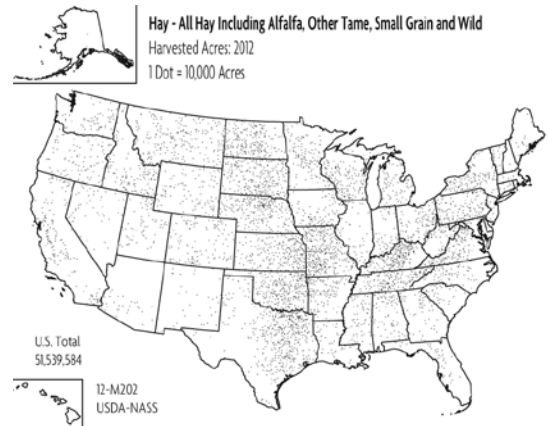 Hay - All Hay Including Alfalfa, Other Tame, Small Grain and Wild
Harvested Acres: 2012
1 Dot = 10,000 Acres
U.S. Total
51,539,584
12-M202
USDA-NASS